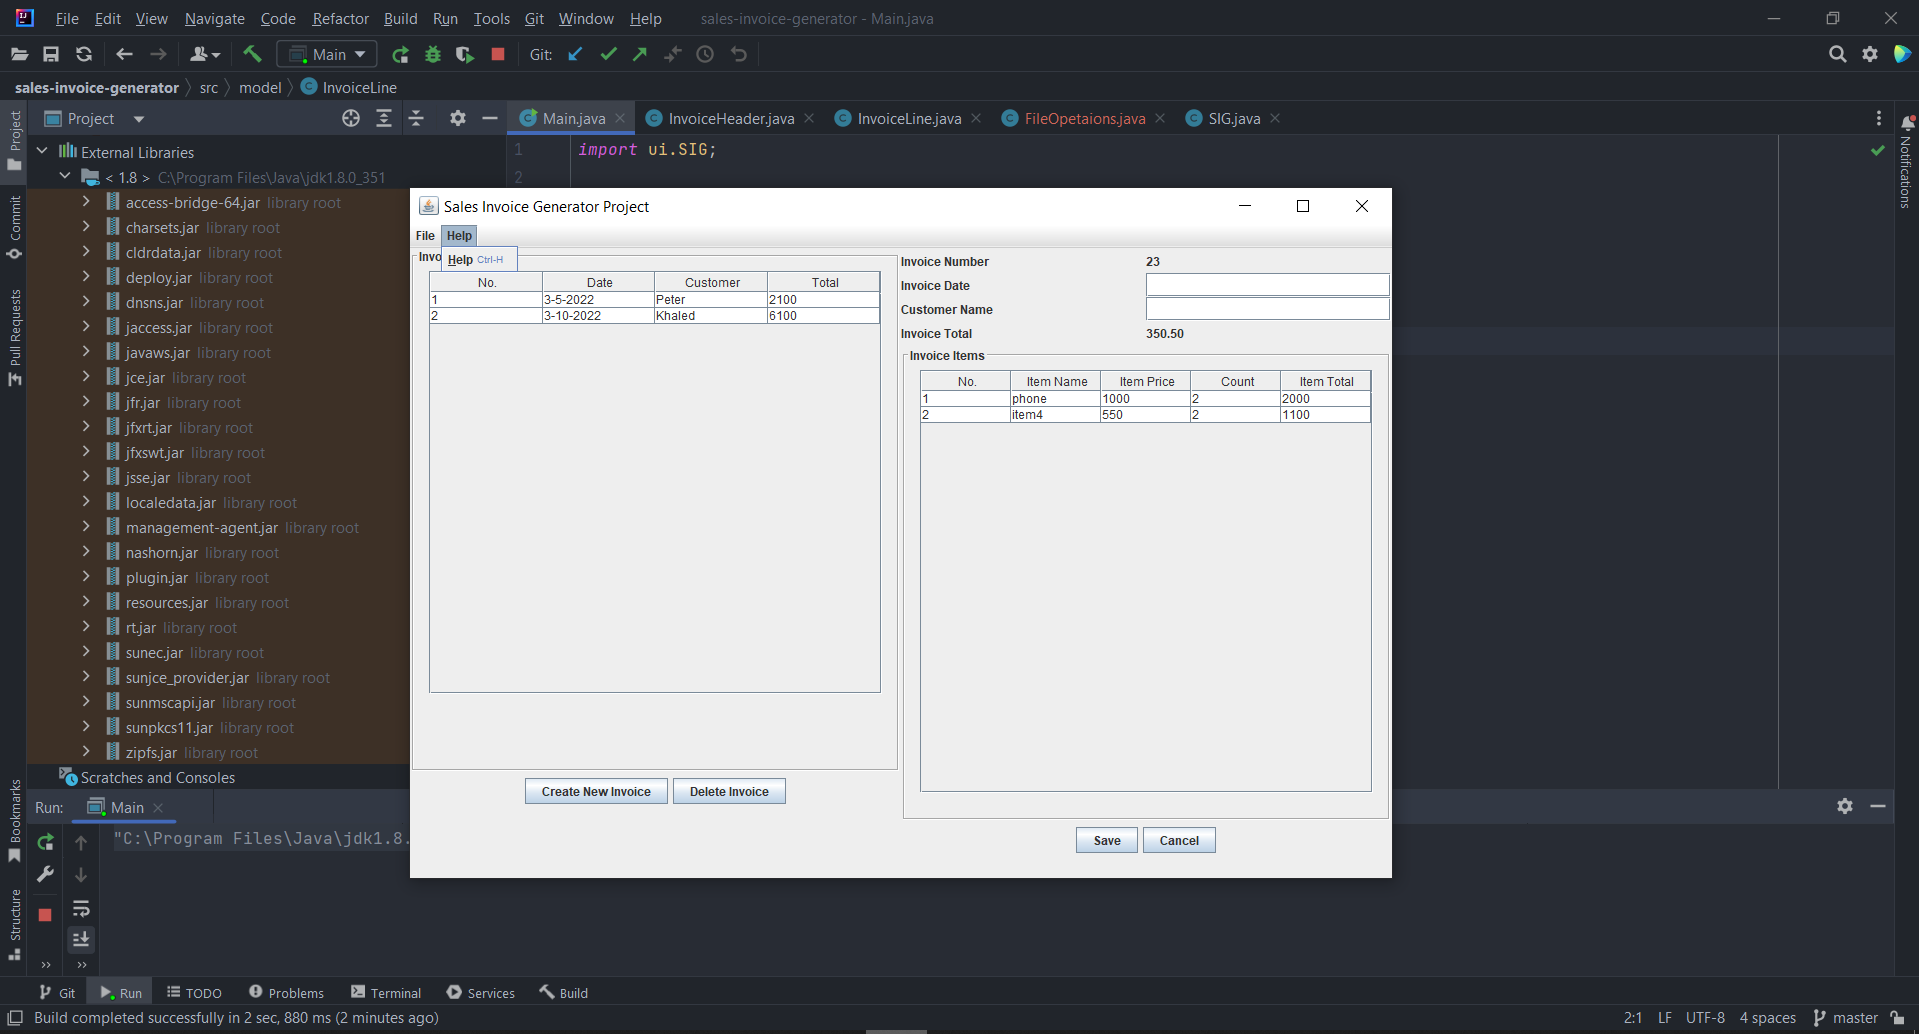 File Edit View Navigate Code Refactor Build Run Tools Git Window Help sales-invoice-generator - Main.java
Main Git:
sales-invoice-generator src model InvoiceLine
Project Main.java InvoiceHeader.java InvoiceLine.java FileOpetaions.java SIG.java
Project
Commit
Pull Requests
Bookmarks
Structure
Notifications
External Libraries
< 1.8 > C:\Program Files\Java\jdk1.8.0_351
access-bridge-64.jar library root
charsets.jar library root
cldrdata.jar library root
deploy.jar library root
dnsns.jar library root
jaccess.jar library root
javaws.jar library root
jce.jar library root
jfr.jar library root
jfxrt.jar library root
jfxswt.jar library root
jsse.jar library root
localedata.jar library root
management-agent.jar library root
nashorn.jar library root
plugin.jar library root
resources.jar library root
rt.jar library root
sunec.jar library root
sunjce_provider.jar library root
sunmscapi.jar library root
sunpkcs11.jar library root
zipfs.jar library root
Scratches and Consoles
1 import ui.SIG;
2
Sales Invoice Generator Project
File Help
Help Ctrl-H
Invo
No. Date Customer Total
1 3-5-2022 Peter 2100
2 3-10-2022 Khaled 6100
Create New Invoice Delete Invoice
Invoice Number 23
Invoice Date
Customer Name
Invoice Total 350.50
Invoice Items
No. Item Name Item Price Count Item Total
1 phone 1000 2 2000
2 item4 550 2 1100
Save Cancel
Run: Main
"C:\Program Files\Java\jdk1.8.
Git Run TODO Problems Terminal Services Build
Build completed successfully in 2 sec, 880 ms (2 minutes ago) 2:1 LF UTF-8 4 spaces master